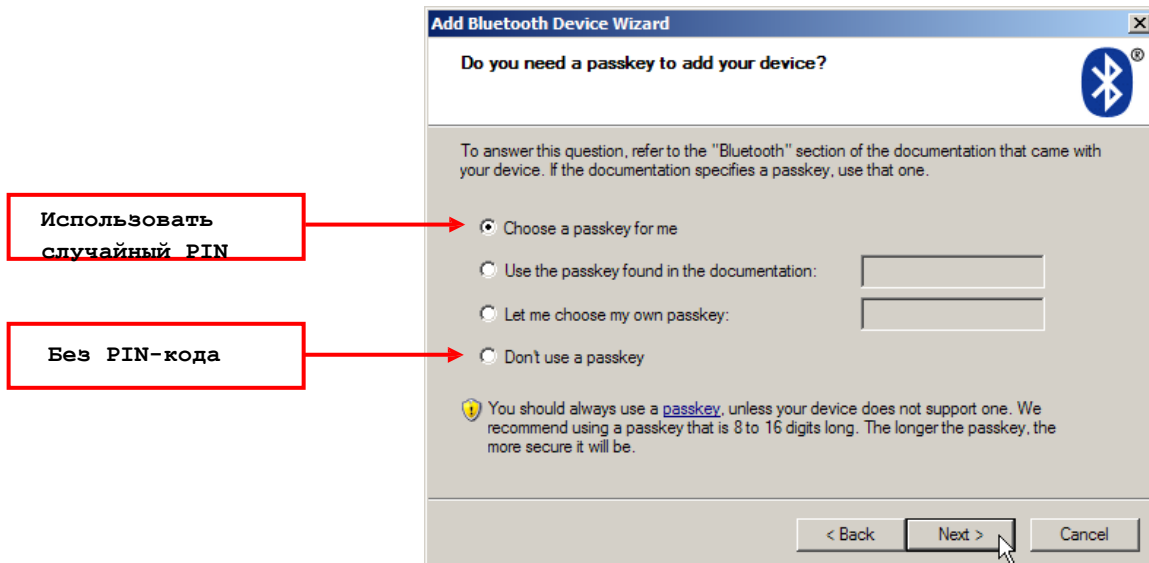 Add Bluetooth Device Wizard
Do you need a passkey to add your device?
®
To answer this question, refer to the "Bluetooth" section of the documentation that came with
your device. If the documentation specifies a passkey, use that one.
Использовать
случайный PIN
Choose a passkey for me
Use the passkey found in the documentation:
Let me choose my own passkey:
Без PIN-кода
Don't use a passkey
You should always use a passkey, unless your device does not support one. We
recommend using a passkey that is 8 to 16 digits long. The longer the passkey, the
more secure it will be.
< Back
Next >
Cancel